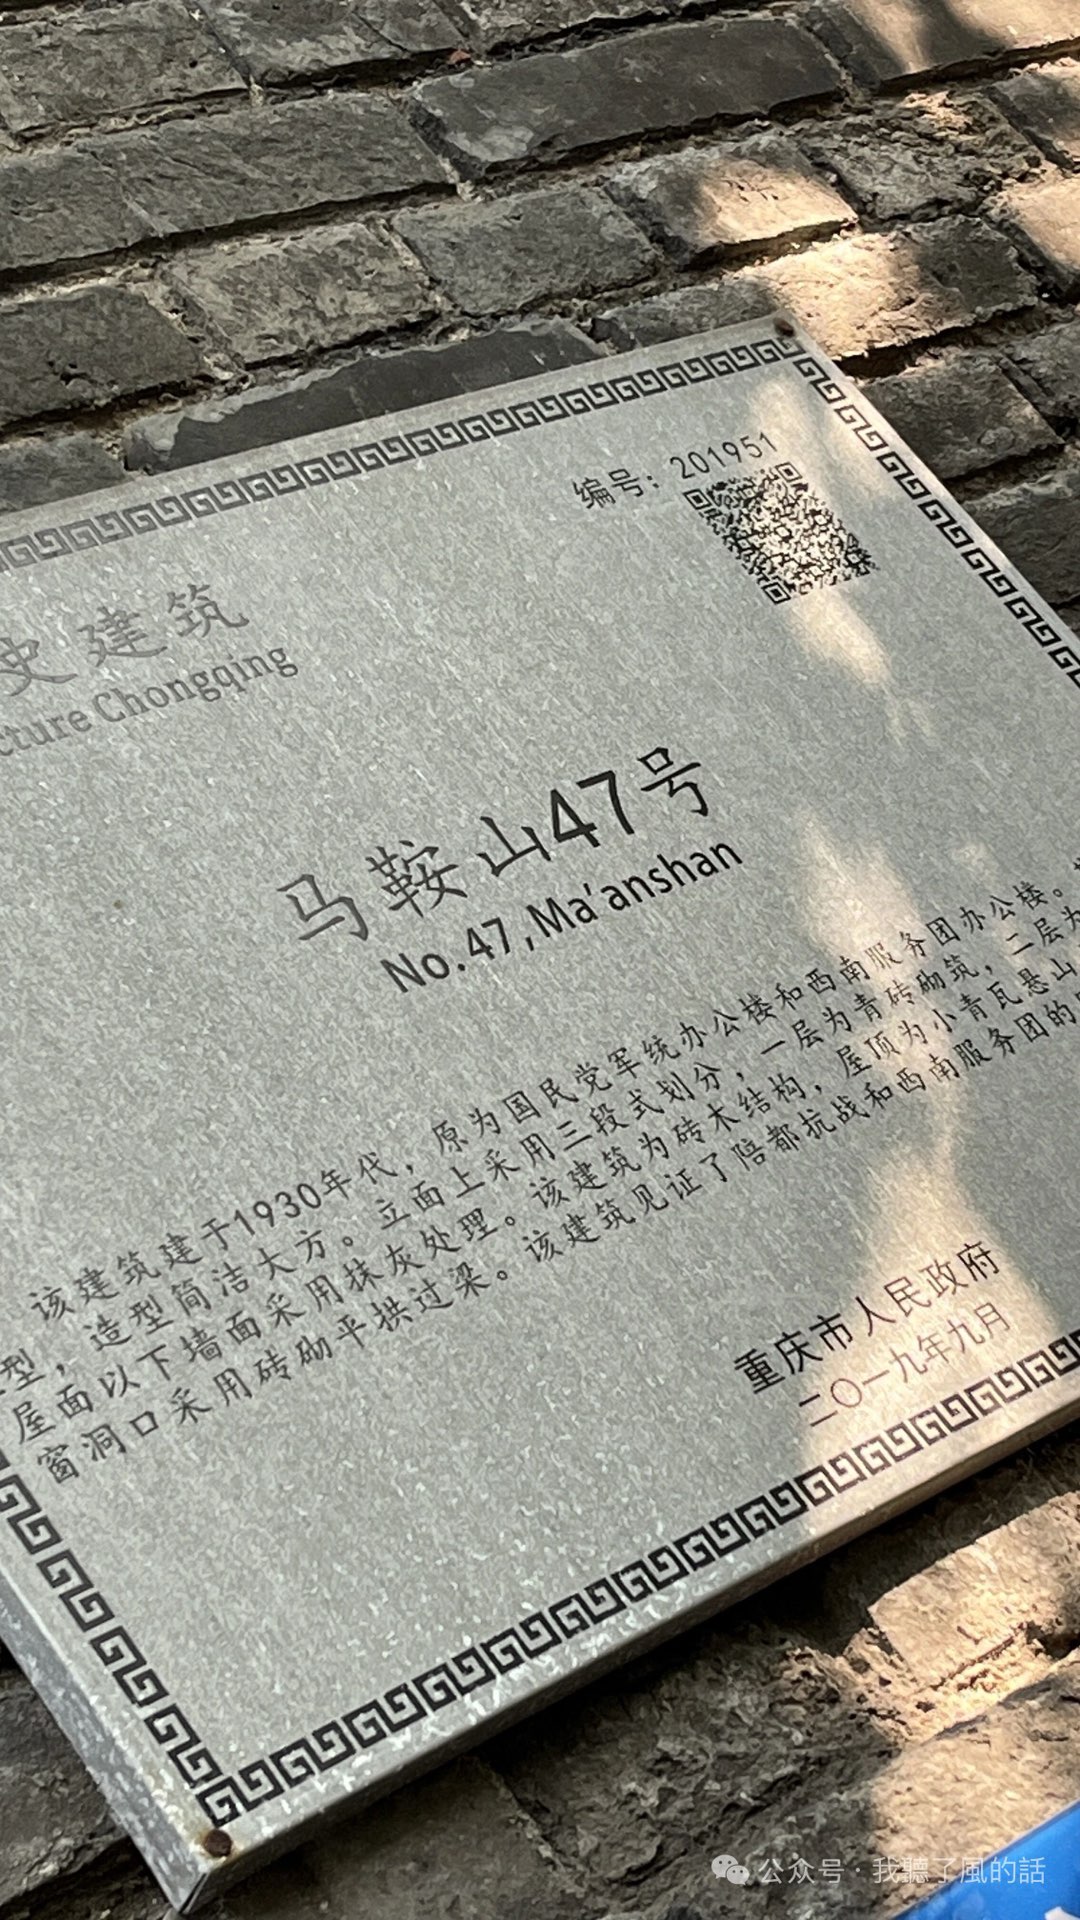 编号：201951
史建筑
cture Chongqing
马鞍山47号
No.47,Ma'anshan
该建筑建于1930年代，原为国民党军统办公楼和西南服务团办公楼。
型，造型简洁大方。立面上采用三段式划分，一层为青砖砌筑，二层为
屋面以下墙面采用抹灰处理。该建筑为砖木结构，屋顶为小青瓦悬山
窗洞口采用砖砌平拱过梁。该建筑见证了陪都抗战和西南服务团的
重庆市人民政府
二〇一九年九月
公众号·我聽了風的話